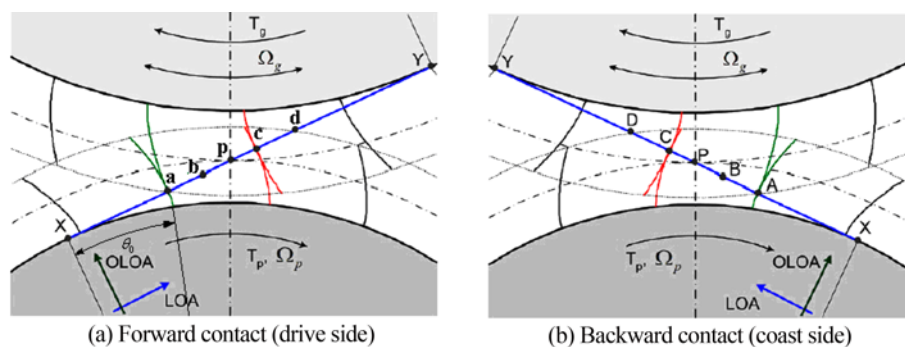 T_g
Ω_g
Y
d
c
p
b
a
X
θ_0
OLOA
LOA
T_p, Ω_p
(a) Forward contact (drive side)
T_g
Ω_g
Y
D
C
P
B
A
X
T_p, Ω_p
OLOA
LOA
(b) Backward contact (coast side)